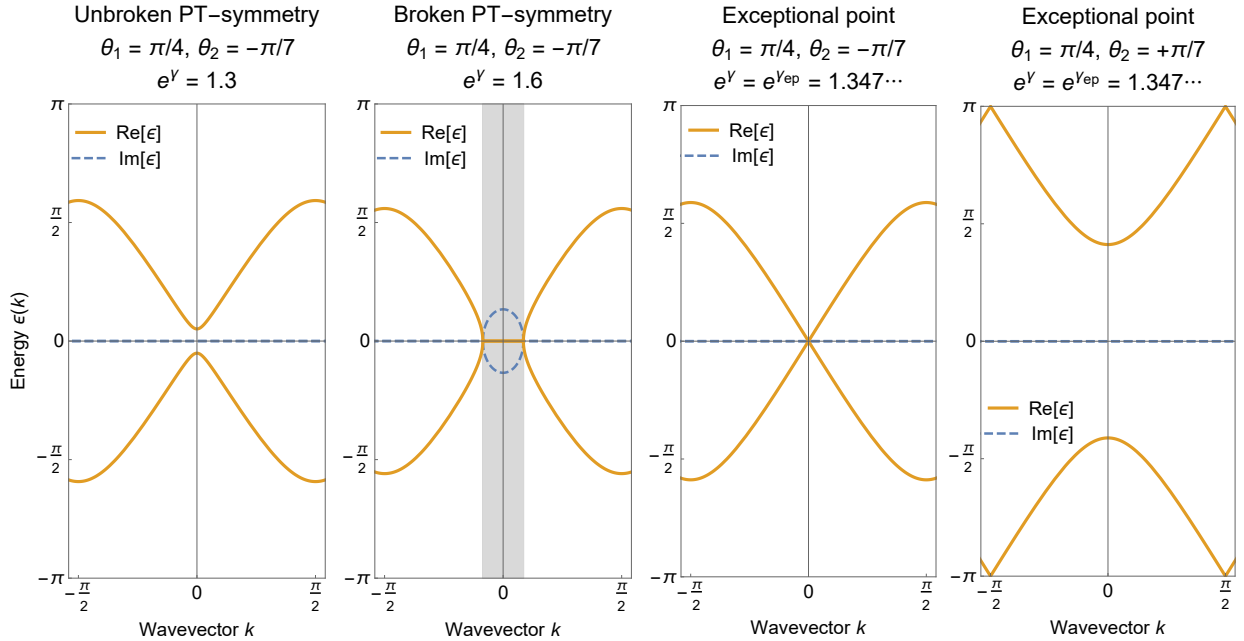 Unbroken PT−symmetry
θ₁ = π/4, θ₂ = −π/7
e^γ = 1.3
Re[ϵ]
Im[ϵ]
π
π/2
0
−π/2
−π
Energy ϵ(k)
−π/2
0
π/2
Wavevector k
Broken PT−symmetry
θ₁ = π/4, θ₂ = −π/7
e^γ = 1.6
Re[ϵ]
Im[ϵ]
π
π/2
0
−π/2
−π
−π/2
0
π/2
Wavevector k
Exceptional point
θ₁ = π/4, θ₂ = −π/7
e^γ = e^γep = 1.347⋯
Re[ϵ]
Im[ϵ]
π
π/2
0
−π/2
−π
−π/2
0
π/2
Wavevector k
Exceptional point
θ₁ = π/4, θ₂ = +π/7
e^γ = e^γep = 1.347⋯
π
π/2
0
Re[ϵ]
Im[ϵ]
−π/2
−π
−π/2
0
π/2
Wavevector k